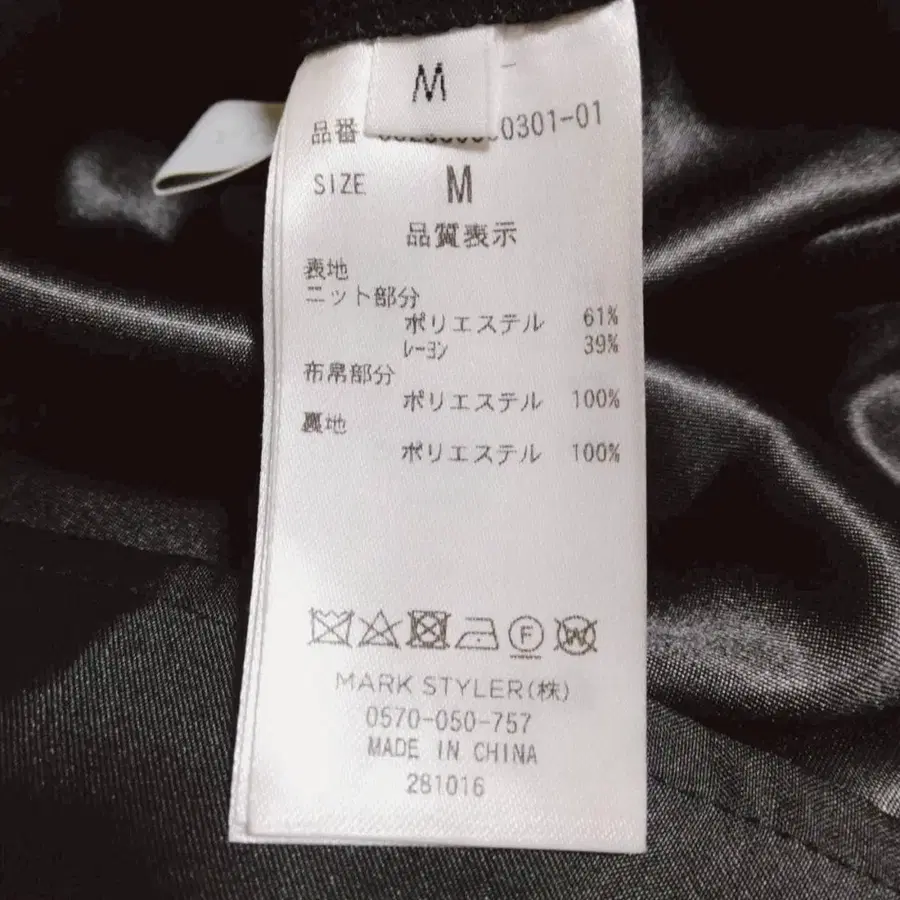 M
品番
0301-01
SIZE M
品質表示
表地
ニット部分
ポリエステル 61%
レーヨン 39%
布帛部分
ポリエステル 100%
裏地
ポリエステル 100%
F W
MARK STYLER(株)
0570-050-757
MADE IN CHINA
281016